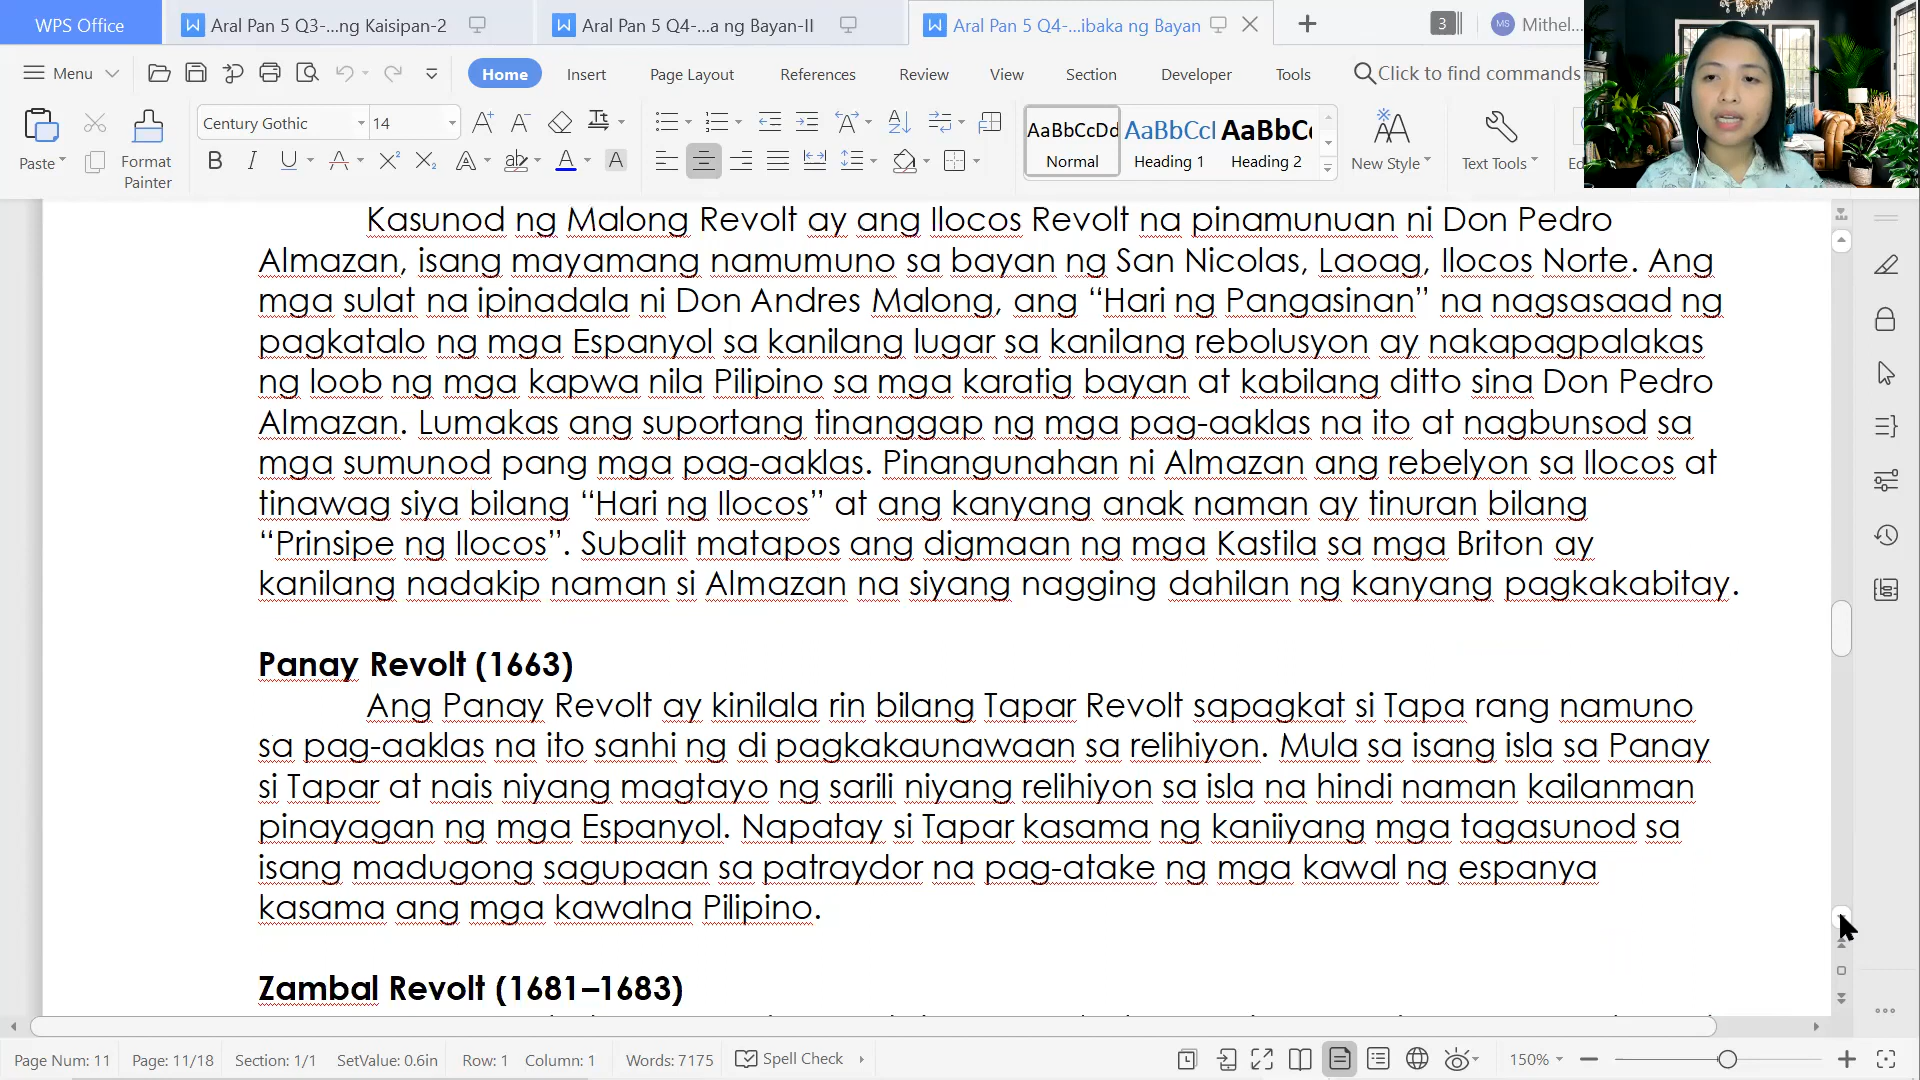 WPS Office
Aral Pan 5 Q3-...ng Kaisipan-2
Aral Pan 5 Q4-...a ng Bayan-II
Aral Pan 5 Q4-...ibaka ng Bayan
3
MS
Mithel...
Menu
Home
Insert
Page Layout
References
Review
View
Section
Developer
Tools
Click to find commands
Paste
Format
Painter
Century Gothic
14
AaBbCcDd
Normal
AaBbCcl
Heading 1
AaBbCc
Heading 2
New Style
Text Tools
Kasunod ng Malong Revolt ay ang Ilocos Revolt na pinamunuan ni Don Pedro
Almazan, isang mayamang namumuno sa bayan ng San Nicolas, Laoag, Ilocos Norte. Ang
mga sulat na ipinadala ni Don Andres Malong, ang “Hari ng Pangasinan” na nagsasaad ng
pagkatalo ng mga Espanyol sa kanilang lugar sa kanilang rebolusyon ay nakapagpalakas
ng loob ng mga kapwa nila Pilipino sa mga karatig bayan at kabilang ditto sina Don Pedro
Almazan. Lumakas ang suportang tinanggap ng mga pag-aaklas na ito at nagbunsod sa
mga sumunod pang mga pag-aaklas. Pinangunahan ni Almazan ang rebelyon sa Ilocos at
tinawag siya bilang “Hari ng Ilocos” at ang kanyang anak naman ay tinuran bilang
“Prinsipe ng Ilocos”. Subalit matapos ang digmaan ng mga Kastila sa mga Briton ay
kanilang nadakip naman si Almazan na siyang nagging dahilan ng kanyang pagkakabitay.
Panay Revolt (1663)
Ang Panay Revolt ay kinilala rin bilang Tapar Revolt sapagkat si Tapa rang namuno
sa pag-aaklas na ito sanhi ng di pagkakaunawaan sa relihiyon. Mula sa isang isla sa Panay
si Tapar at nais niyang magtayo ng sarili niyang relihiyon sa isla na hindi naman kailanman
pinayagan ng mga Espanyol. Napatay si Tapar kasama ng kaniiyang mga tagasunod sa
isang madugong sagupaan sa patraydor na pag-atake ng mga kawal ng espanya
kasama ang mga kawalna Pilipino.
Zambal Revolt (1681–1683)
Page Num: 11
Page: 11/18
Section: 1/1
SetValue: 0.6in
Row: 1
Column: 1
Words: 7175
Spell Check
150%